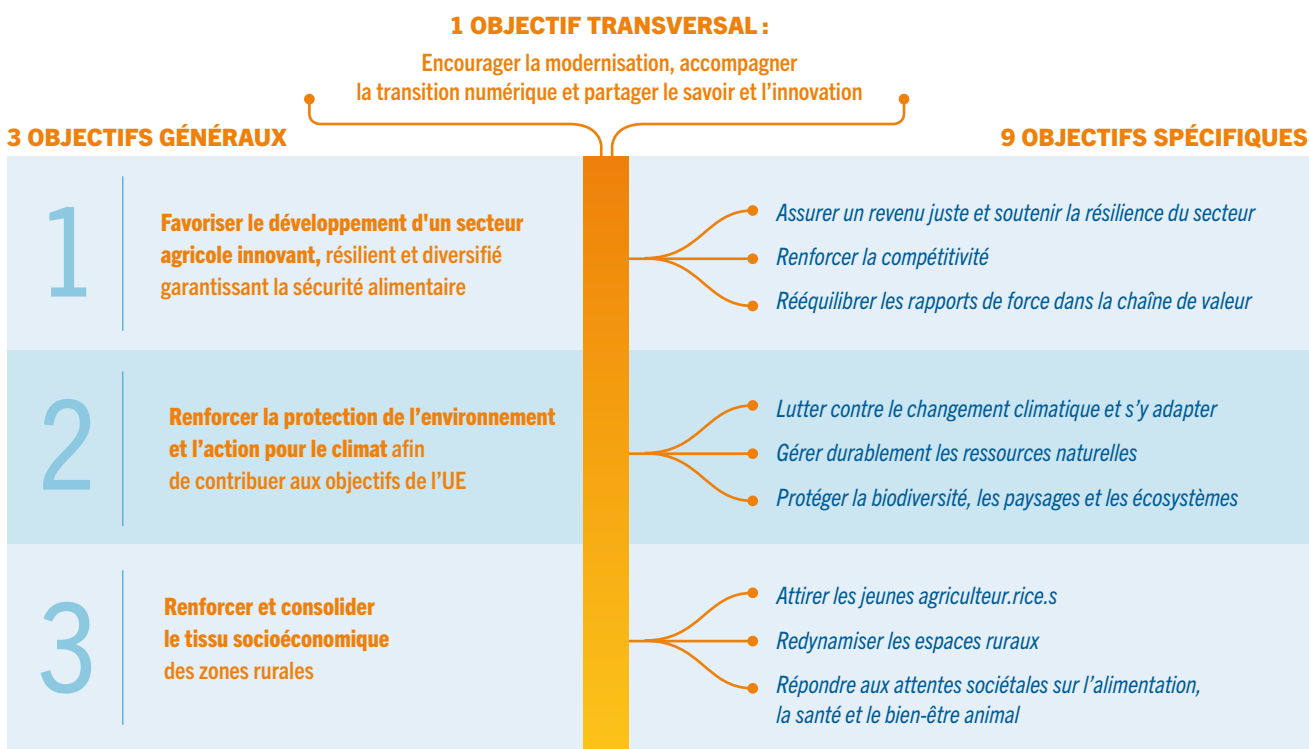 1 OBJECTIF TRANSVERSAL :
Encourager la modernisation, accompagner
la transition numérique et partager le savoir et l’innovation
3 OBJECTIFS GÉNÉRAUX
9 OBJECTIFS SPÉCIFIQUES
1
Favoriser le développement d'un secteur
agricole innovant, résilient et diversifié
garantissant la sécurité alimentaire
Assurer un revenu juste et soutenir la résilience du secteur
Renforcer la compétitivité
Rééquilibrer les rapports de force dans la chaîne de valeur
2
Renforcer la protection de l’environnement
et l’action pour le climat afin
de contribuer aux objectifs de l’UE
Lutter contre le changement climatique et s’y adapter
Gérer durablement les ressources naturelles
Protéger la biodiversité, les paysages et les écosystèmes
3
Renforcer et consolider
le tissu socioéconomique
des zones rurales
Attirer les jeunes agriculteur.rice.s
Redynamiser les espaces ruraux
Répondre aux attentes sociétales sur l’alimentation,
la santé et le bien-être animal